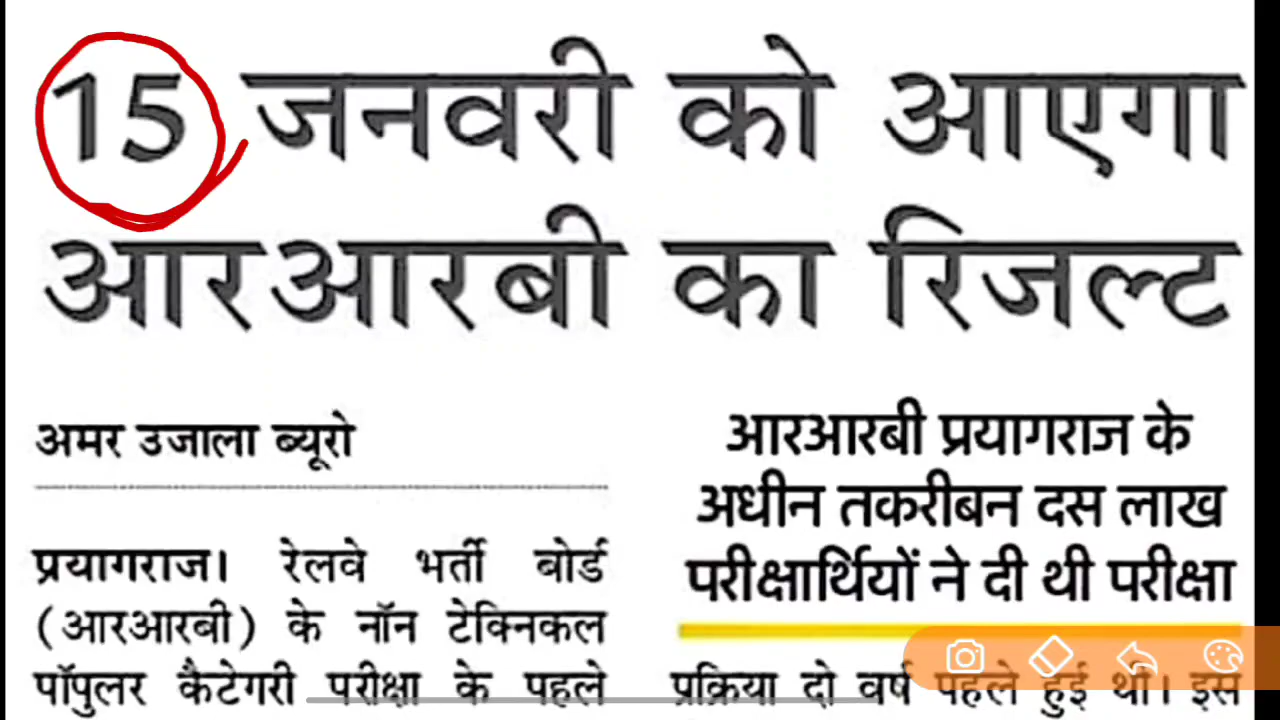 15 जनवरी को आएगा
आरआरबी का रिजल्ट
अमर उजाला ब्यूरो
प्रयागराज। रेलवे भर्ती बोर्ड
(आरआरबी) के नॉन टेक्निकल
पॉपुलर कैटेगरी परीक्षा के पहले
आरआरबी प्रयागराज के
अधीन तकरीबन दस लाख
परीक्षार्थियों ने दी थी परीक्षा
प्रक्रिया दो वर्ष पहले हुई थी। इस